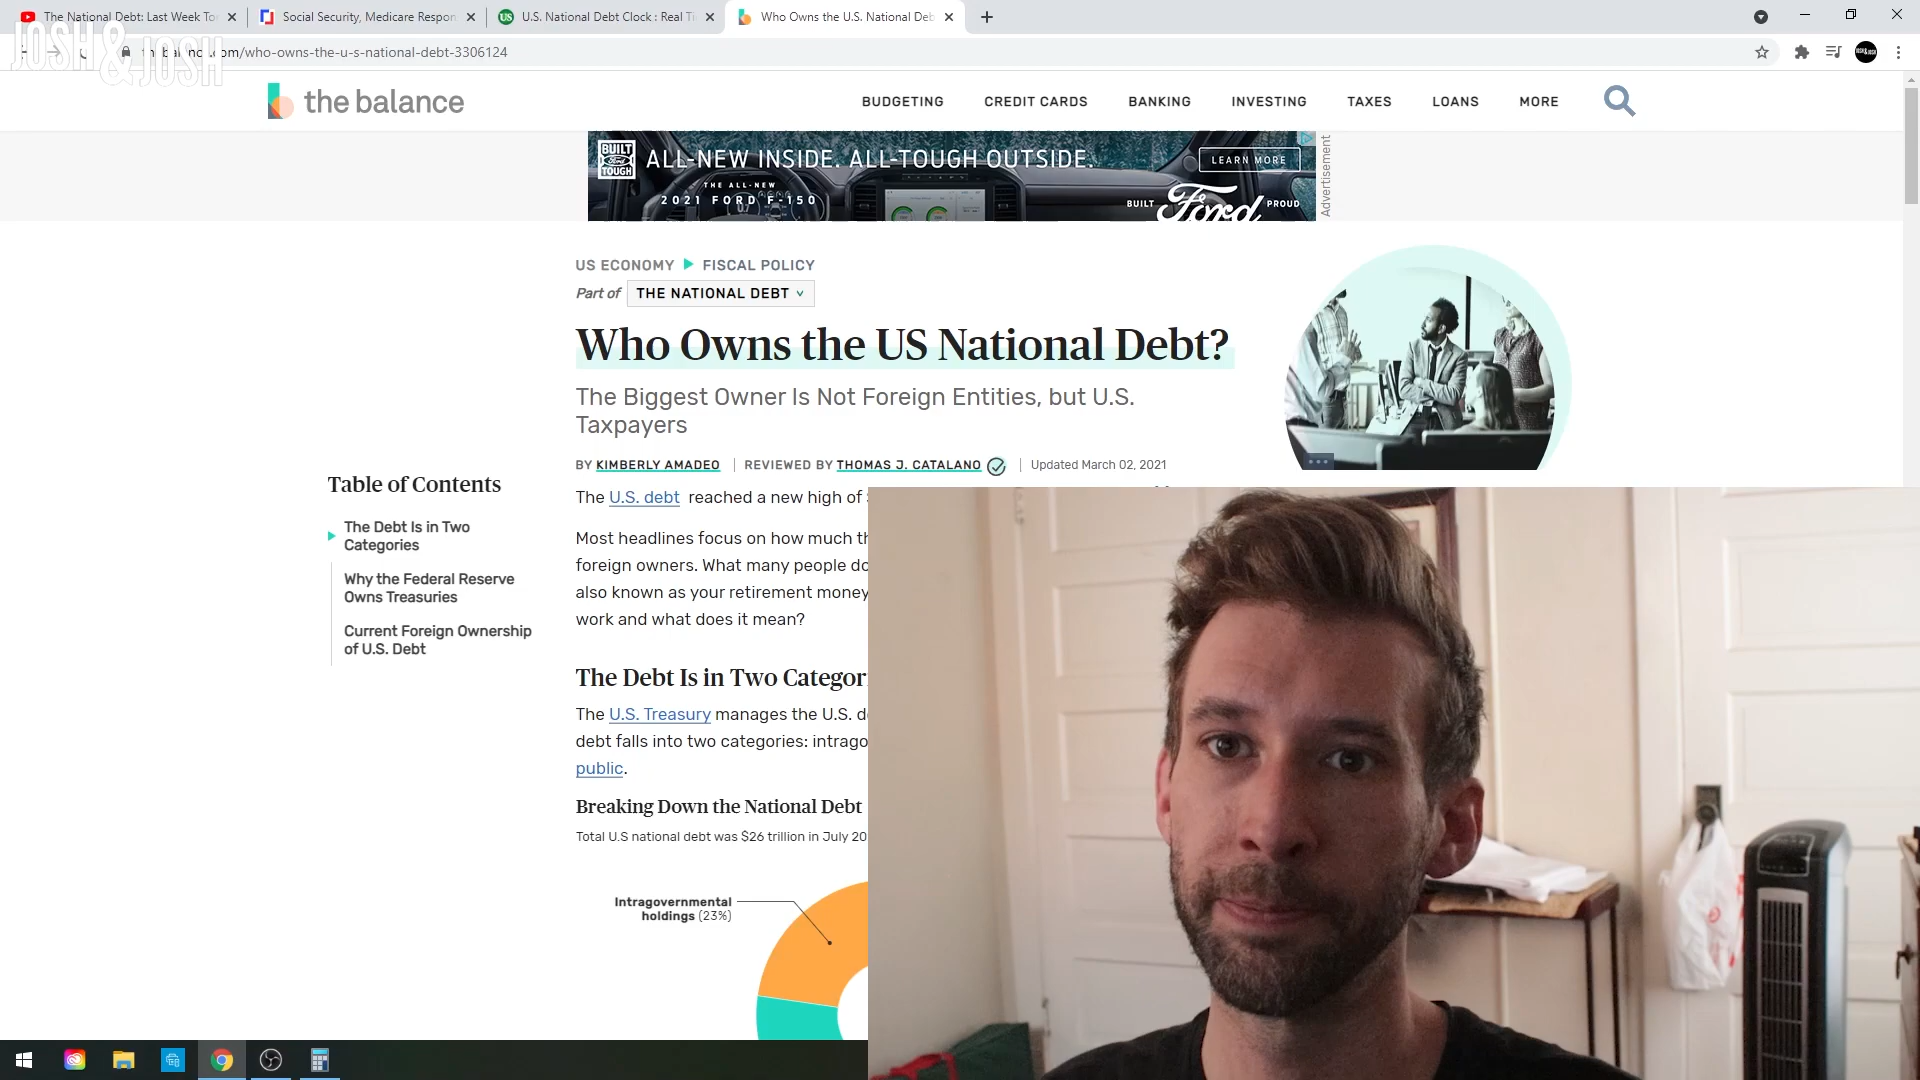 The National Debt: Last Week To
Social Security, Medicare Respon
U.S. National Debt Clock : Real Ti
Who Owns the U.S. National Deb
JOSH & JOSH
om/who-owns-the-u-s-national-debt-3306124
the balance
BUDGETING
CREDIT CARDS
BANKING
INVESTING
TAXES
LOANS
MORE
BUILT Ford TOUGH
ALL-NEW INSIDE. ALL-TOUGH OUTSIDE.
THE ALL-NEW
2021 FORD F-150
LEARN MORE
BUILT Ford PROUD
Advertisement
US ECONOMY FISCAL POLICY
Part of THE NATIONAL DEBT
Who Owns the US National Debt?
The Biggest Owner Is Not Foreign Entities, but U.S.
Taxpayers
BY KIMBERLY AMADEO | REVIEWED BY THOMAS J. CATALANO | Updated March 02, 2021
Table of Contents
The Debt Is in Two
Categories
Why the Federal Reserve
Owns Treasuries
Current Foreign Ownership
of U.S. Debt
The U.S. debt reached a new high of
Most headlines focus on how much th
foreign owners. What many people do
also known as your retirement money
work and what does it mean?
The Debt Is in Two Categor
The U.S. Treasury manages the U.S. d
debt falls into two categories: intrago
public.
Breaking Down the National Debt
Total U.S national debt was $26 trillion in July 20
Intragovernmental
holdings (23%)